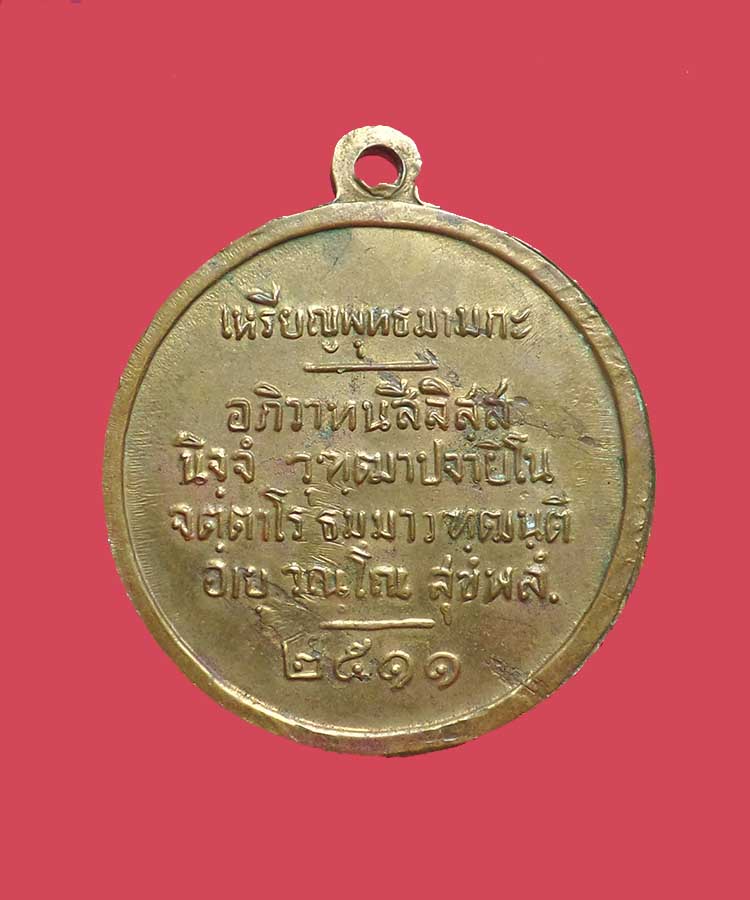 เหรียญพุทธมามกะ
อภิวาทนสีลิสฺส
นิจฺจํ วุฑฺฒาปจายิโน
จตฺตาโร ธมฺมา วฑฺฒนฺติ
อายุ วณฺโณ สุขํ พลํ.
๒๕๑๑